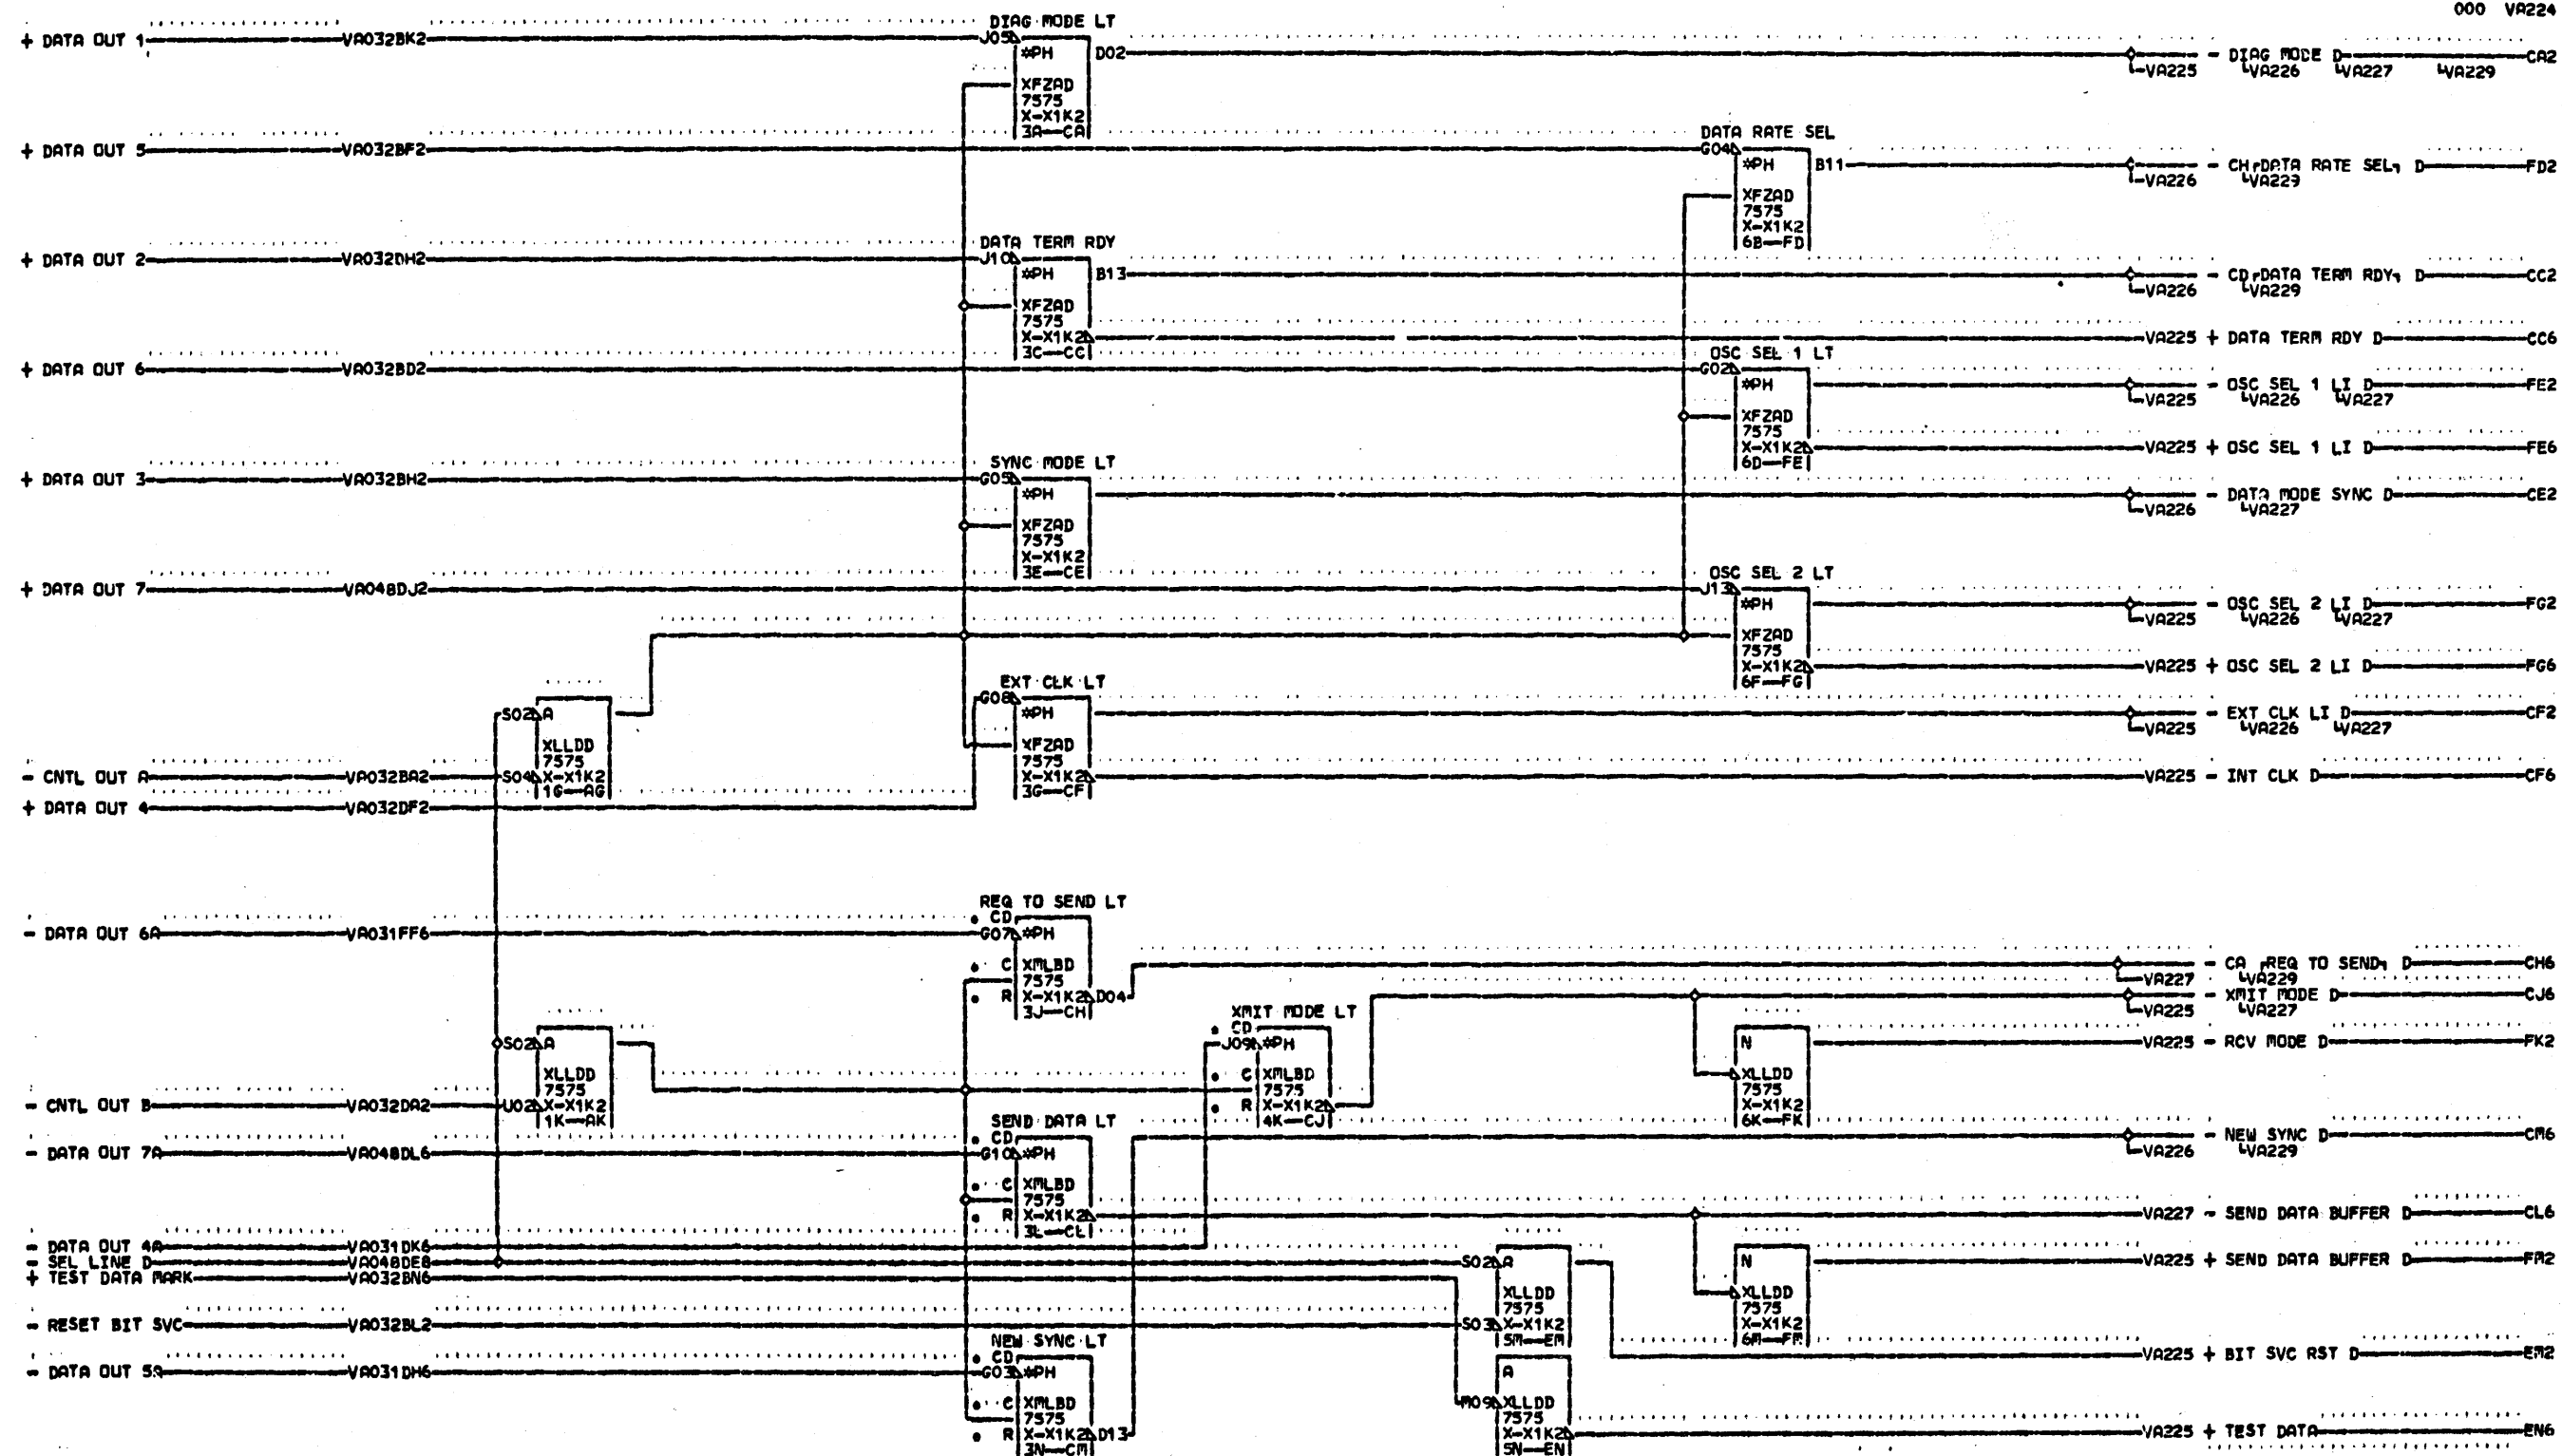 000 VA224
DIAG MODE LT
+ DATA OUT 1 VA032BK2 J05 *PH D02 - DIAG MODE D CA2
VA225 VA226 VA227 VA229
XFZAD
7575
X-X1K2
3A CA
DATA RATE SEL
+ DATA OUT 5 VA032BF2 G04 *PH B11 - CH DATA RATE SEL, D FD2
VA226 VA229
XFZAD
7575
X-X1K2
6B FD
DATA TERM RDY
+ DATA OUT 2 VA032DH2 J10 *PH B13 - CD DATA TERM RDY, D CC2
VA226 VA229
XFZAD
7575
X-X1K2 VA225 + DATA TERM RDY D CC6
3C CC
OSC SEL 1 LT
+ DATA OUT 6 VA032BD2 G02 *PH - OSC SEL 1 LI D FE2
VA225 VA226 VA227
XFZAD
7575
X-X1K2 VA225 + OSC SEL 1 LI D FE6
6D FE
SYNC MODE LT
+ DATA OUT 3 VA032BH2 G05 *PH - DATA MODE SYNC D CE2
VA226 VA227
XFZAD
7575
X-X1K2
3E CE
OSC SEL 2 LT
+ DATA OUT 7 VA048DJ2 J13 *PH - OSC SEL 2 LI D FG2
VA225 VA226 VA227
XFZAD
7575
X-X1K2 VA225 + OSC SEL 2 LI D FG6
6F FG
EXT CLK LT
G08 *PH - EXT CLK LI D CF2
VA225 VA226 VA227
XFZAD
7575
X-X1K2 VA225 - INT CLK D CF6
3G CF
S02 A
XLLDD
7575
- CNTL OUT A VA032BA2 S04 X-X1K2
1G AG
+ DATA OUT 4 VA032DF2
REQ TO SEND LT
CD
- DATA OUT 6A VA031FF6 G07 *PH
C XMLBD - CA REQ TO SEND, D CH6
7575 VA227 VA229
R X-X1K2 D04 - XMIT MODE D CJ6
3J CH VA225 VA227
XMIT MODE LT
CD
S02 A J09 *PH N VA225 - RCV MODE D FK2
XLLDD C XMLBD XLLDD
7575 7575 7575
- CNTL OUT B VA032DA2 U02 X-X1K2 R X-X1K2 X-X1K2
1K AK 4K CJ 6K FK
SEND DATA LT
CD - NEW SYNC D CM6
VA226 VA229
- DATA OUT 7A VA048DL6 G10 *PH
C XMLBD
7575
R X-X1K2 VA227 - SEND DATA BUFFER D CL6
3L CL
- DATA OUT 4A VA031DK6
- SEL LINE D VA048DE8 S02 A N VA225 + SEND DATA BUFFER D FM2
+ TEST DATA MARK VA032BN6
XLLDD XLLDD
7575 7575
- RESET BIT SVC VA032BL2 S03 X-X1K2 X-X1K2
5M EM 6M FM
VA225 + BIT SVC RST D EM2
NEW SYNC LT
CD
- DATA OUT 5A VA031DH6 G03 *PH A
C XMLBD M09 XLLDD
7575 7575
R X-X1K2 D13 X-X1K2 VA225 + TEST DATA EN6
3N CM 5N EN